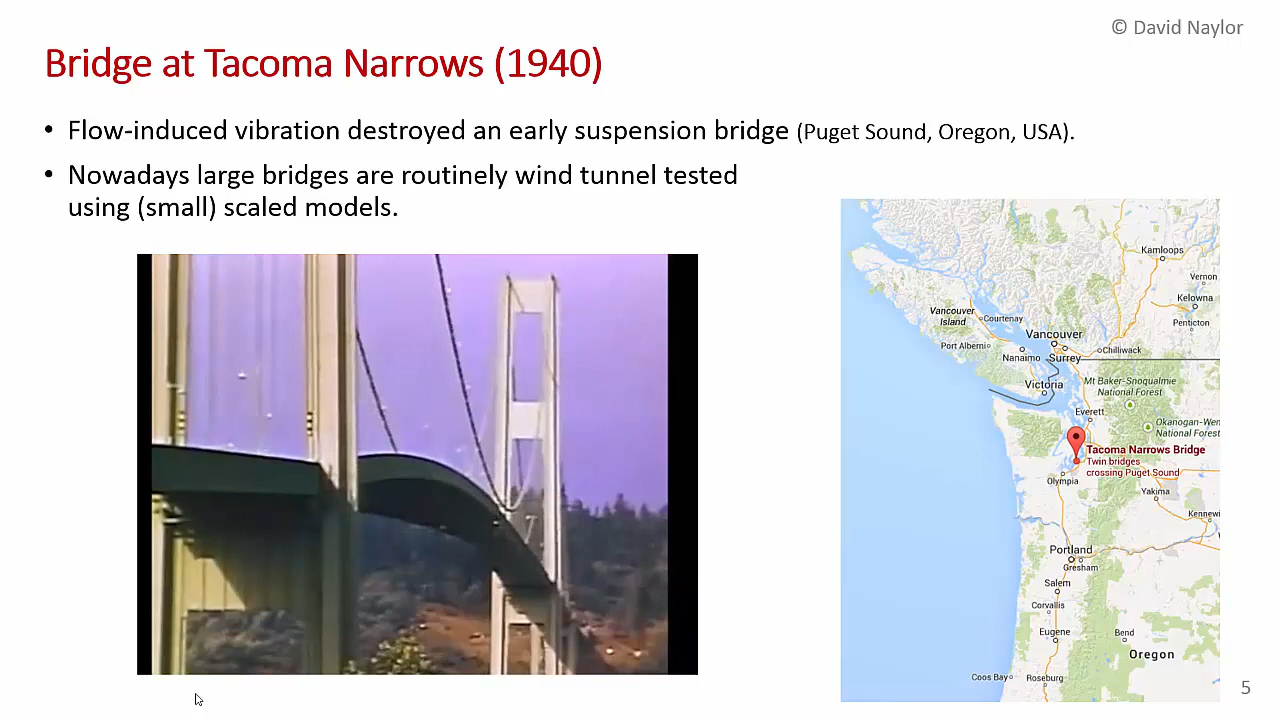 © David Naylor
Bridge at Tacoma Narrows (1940)
• Flow-induced vibration destroyed an early suspension bridge (Puget Sound, Oregon, USA).
• Nowadays large bridges are routinely wind tunnel tested
using (small) scaled models.
Kamloops
Vernon
Kelowna
Penticton
Vancouver
Island
Courtenay
Vancouver
Port Alberni
Nanaimo
Surrey
Chilliwack
Victoria
Mt Baker-Snoqualmie
National Forest
Everett
Okanogan-Wen
National Forest
Tacoma Narrows Bridge
Twin bridges
crossing Puget Sound
Olympia
Yakima
Kennewi
Portland
Gresham
Salem
Corvallis
Eugene
Bend
Oregon
Coos Bay
Roseburg
5